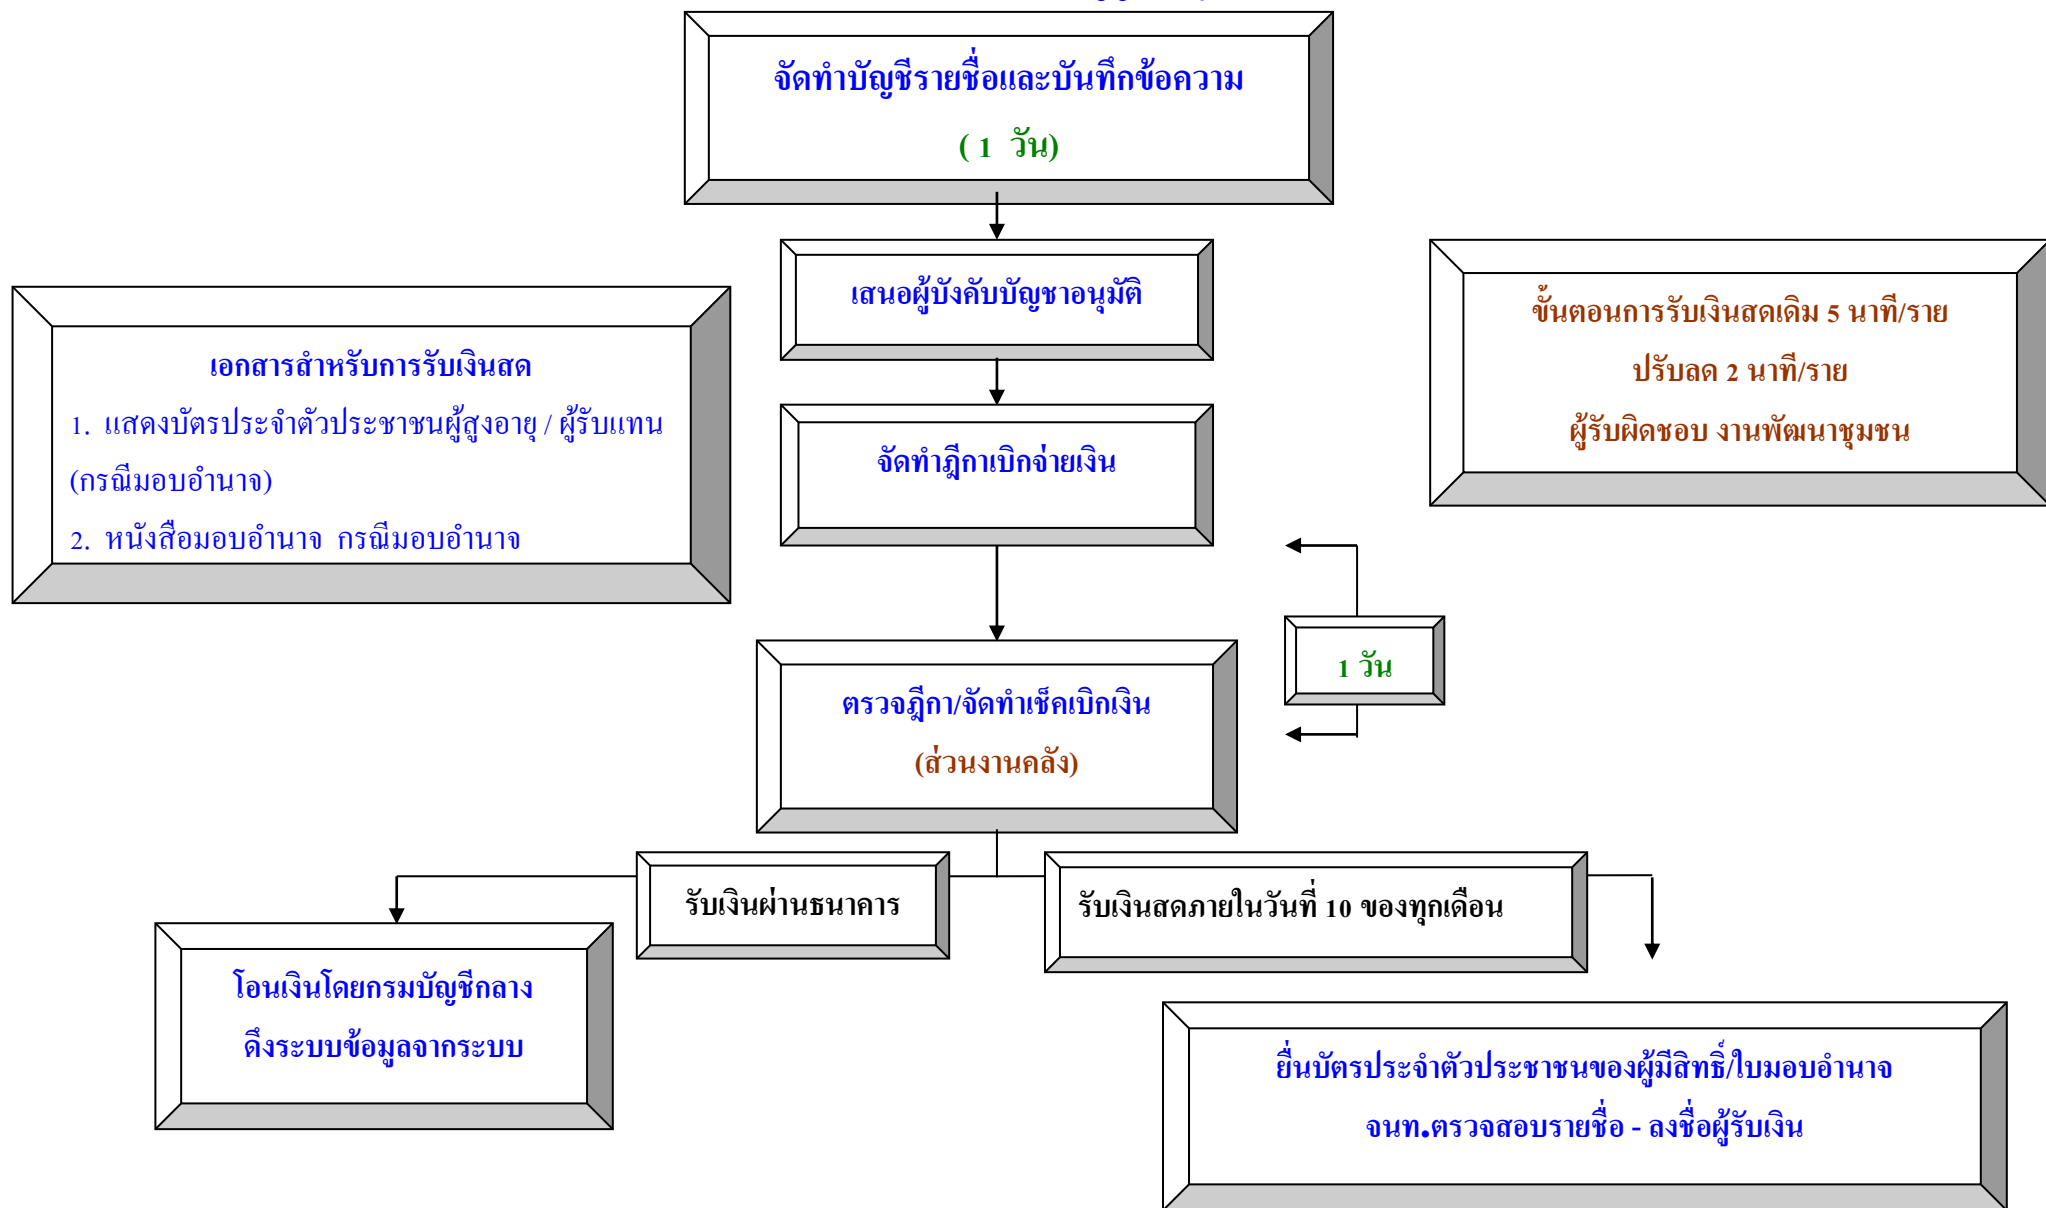 จัดทำบัญชีรายชื่อและบันทึกข้อความ
( 1 วัน)
เสนอผู้บังคับบัญชาอนุมัติ
ขั้นตอนการรับเงินสดเดิม 5 นาที/ราย
ปรับลด 2 นาที/ราย
ผู้รับผิดชอบ งานพัฒนาชุมชน
เอกสารสำหรับการรับเงินสด
1. แสดงบัตรประจำตัวประชาชนผู้สูงอายุ / ผู้รับแทน
(กรณีมอบอำนาจ)
2. หนังสือมอบอำนาจ กรณีมอบอำนาจ
จัดทำฎีกาเบิกจ่ายเงิน
1 วัน
ตรวจฎีกา/จัดทำเช็คเบิกเงิน
(ส่วนงานคลัง)
รับเงินผ่านธนาคาร
รับเงินสดภายในวันที่ 10 ของทุกเดือน
โอนเงินโดยกรมบัญชีกลาง
ดึงระบบข้อมูลจากระบบ
ยื่นบัตรประจำตัวประชาชนของผู้มีสิทธิ์/ใบมอบอำนาจ
จนท.ตรวจสอบรายชื่อ - ลงชื่อผู้รับเงิน